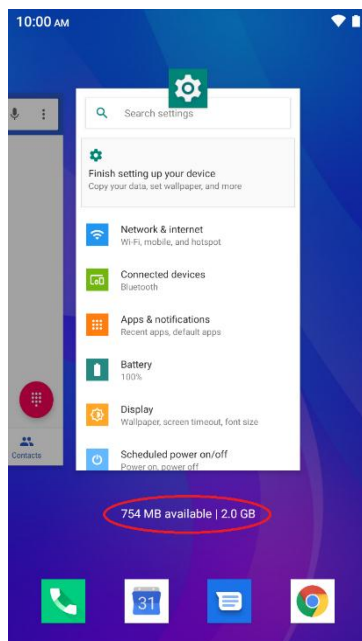 10:00 AM
Search settings
Finish setting up your device
Copy your data, set wallpaper, and more
Network & internet
Wi-Fi, mobile, and hotspot
Connected devices
Bluetooth
Apps & notifications
Recent apps, default apps
Battery
100%
Display
Wallpaper, screen timeout, font size
Contacts
Scheduled power on/off
Power on, power off
754 MB available | 2.0 GB
31